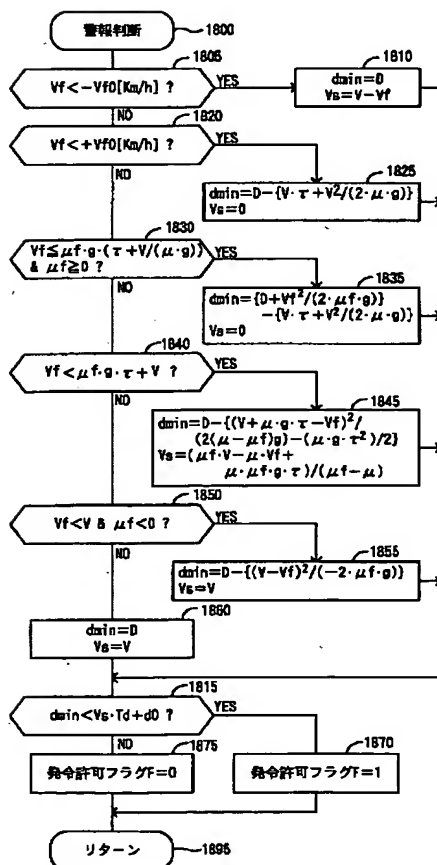 警報判断
1800
1805
Vf<-Vf0[Km/h] ?
YES
1810
dmin=D
Vs=V-Vf
NO
1820
Vf<+Vf0[Km/h] ?
YES
NO
1825
dmin=D-{V·τ+V²/(2·μ·g)}
Vs=0
1830
Vf≦μf·g·{τ+V/(μ·g)}
& μf≧0 ?
YES
NO
1835
dmin={D+Vf²/(2·μf·g)}
-{V·τ+V²/(2·μ·g)}
Vs=0
1840
Vf<μf·g·τ+V ?
YES
NO
1845
dmin=D-{(V+μ·g·τ-Vf)²/
(2(μ-μf)g)-(μ·g·τ²)/2}
Vs=(μf·V-μ·Vf+
μ·μf·g·τ)/(μf-μ)
1850
Vf<V & μf<0 ?
YES
NO
1855
dmin=D-{(V-Vf)²/(-2·μf·g)}
Vs=V
1860
dmin=D
Vs=V
1815
dmin<Vs·Td+d0 ?
YES
NO
1875
発令許可フラグF=0
1870
発令許可フラグF=1
リターン
1895